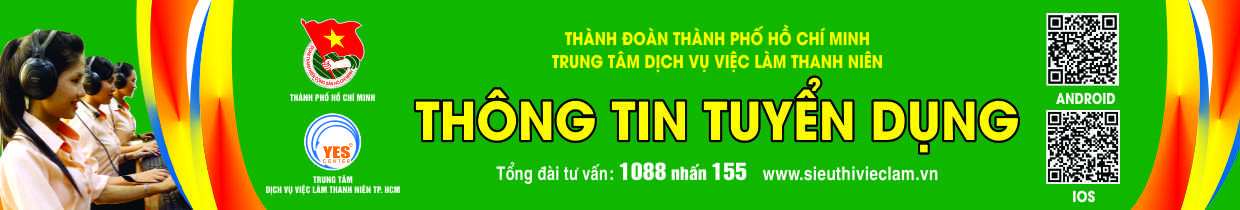 THÀNH PHỐ HỒ CHÍ MINH
YES
CENTER
TRUNG TÂM
DỊCH VỤ VIỆC LÀM THANH NIÊN TP. HCM
THÀNH ĐOÀN THÀNH PHỐ HỒ CHÍ MINH
TRUNG TÂM DỊCH VỤ VIỆC LÀM THANH NIÊN
THÔNG TIN TUYỂN DỤNG
Tổng đài tư vấn: 1088 nhấn 155 www.sieuthivieclam.vn
ANDROID
IOS